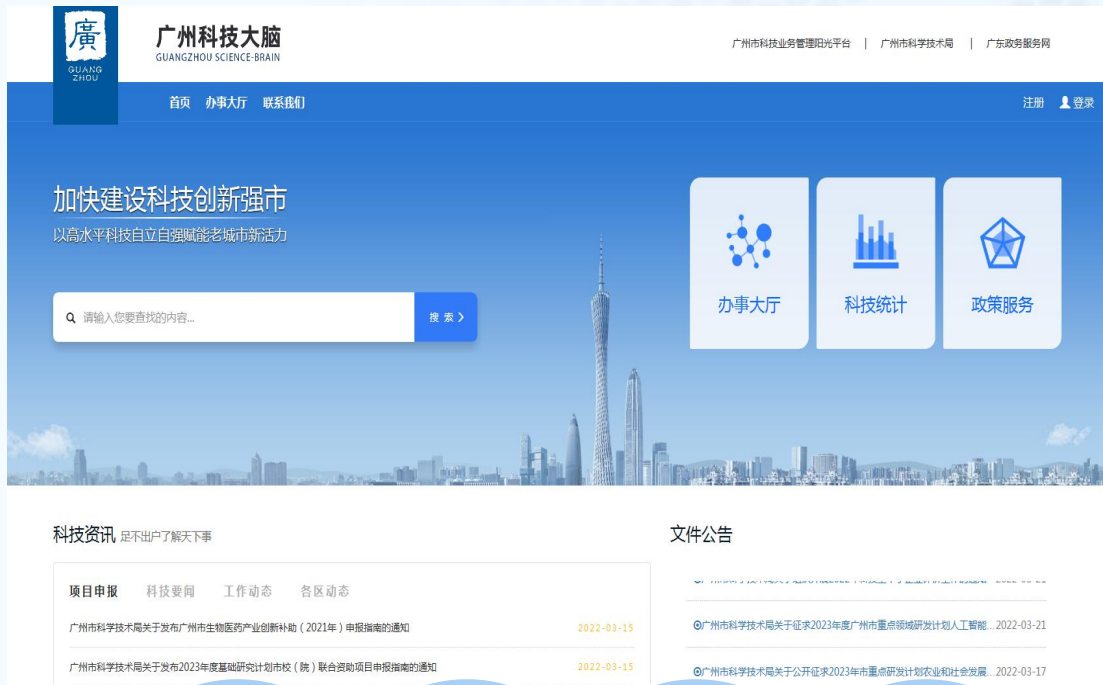 廣
GUANG
ZHOU
广州科技大脑
GUANGZHOU SCIENCE-BRAIN
广州市科技业务管理阳光平台 | 广州市科学技术局 | 广东政务服务网
首页 办事大厅 联系我们
注册 登录
加快建设科技创新强市
以高水平科技自立自强赋能老城市新活力
请输入您要查找的内容...
搜 索
办事大厅
科技统计
政策服务
科技资讯 足不出户了解天下事
项目申报 科技要闻 工作动态 各区动态
广州市科学技术局关于发布广州市生物医药产业创新补助（2021年）申报指南的通知 2022-03-15
广州市科学技术局关于发布2023年度基础研究计划市校（院）联合资助项目申报指南的通知 2022-03-15
文件公告
广州市科学技术局关于征求2023年度广州市重点领域研发计划人工智能... 2022-03-21
广州市科学技术局关于公开征求2023年市重点研发计划农业和社会发展... 2022-03-17